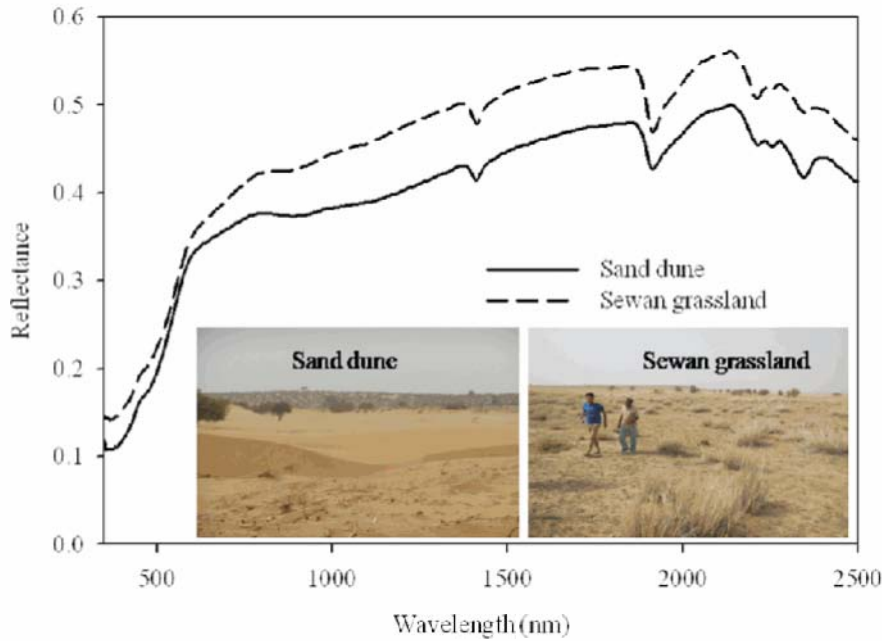 0.6
0.5
0.4
0.3
0.2
0.1
0.0
Reflectance
Sand dune
Sewan grassland
Sand dune
Sewan grassland
500
1000
1500
2000
2500
Wavelength (nm)